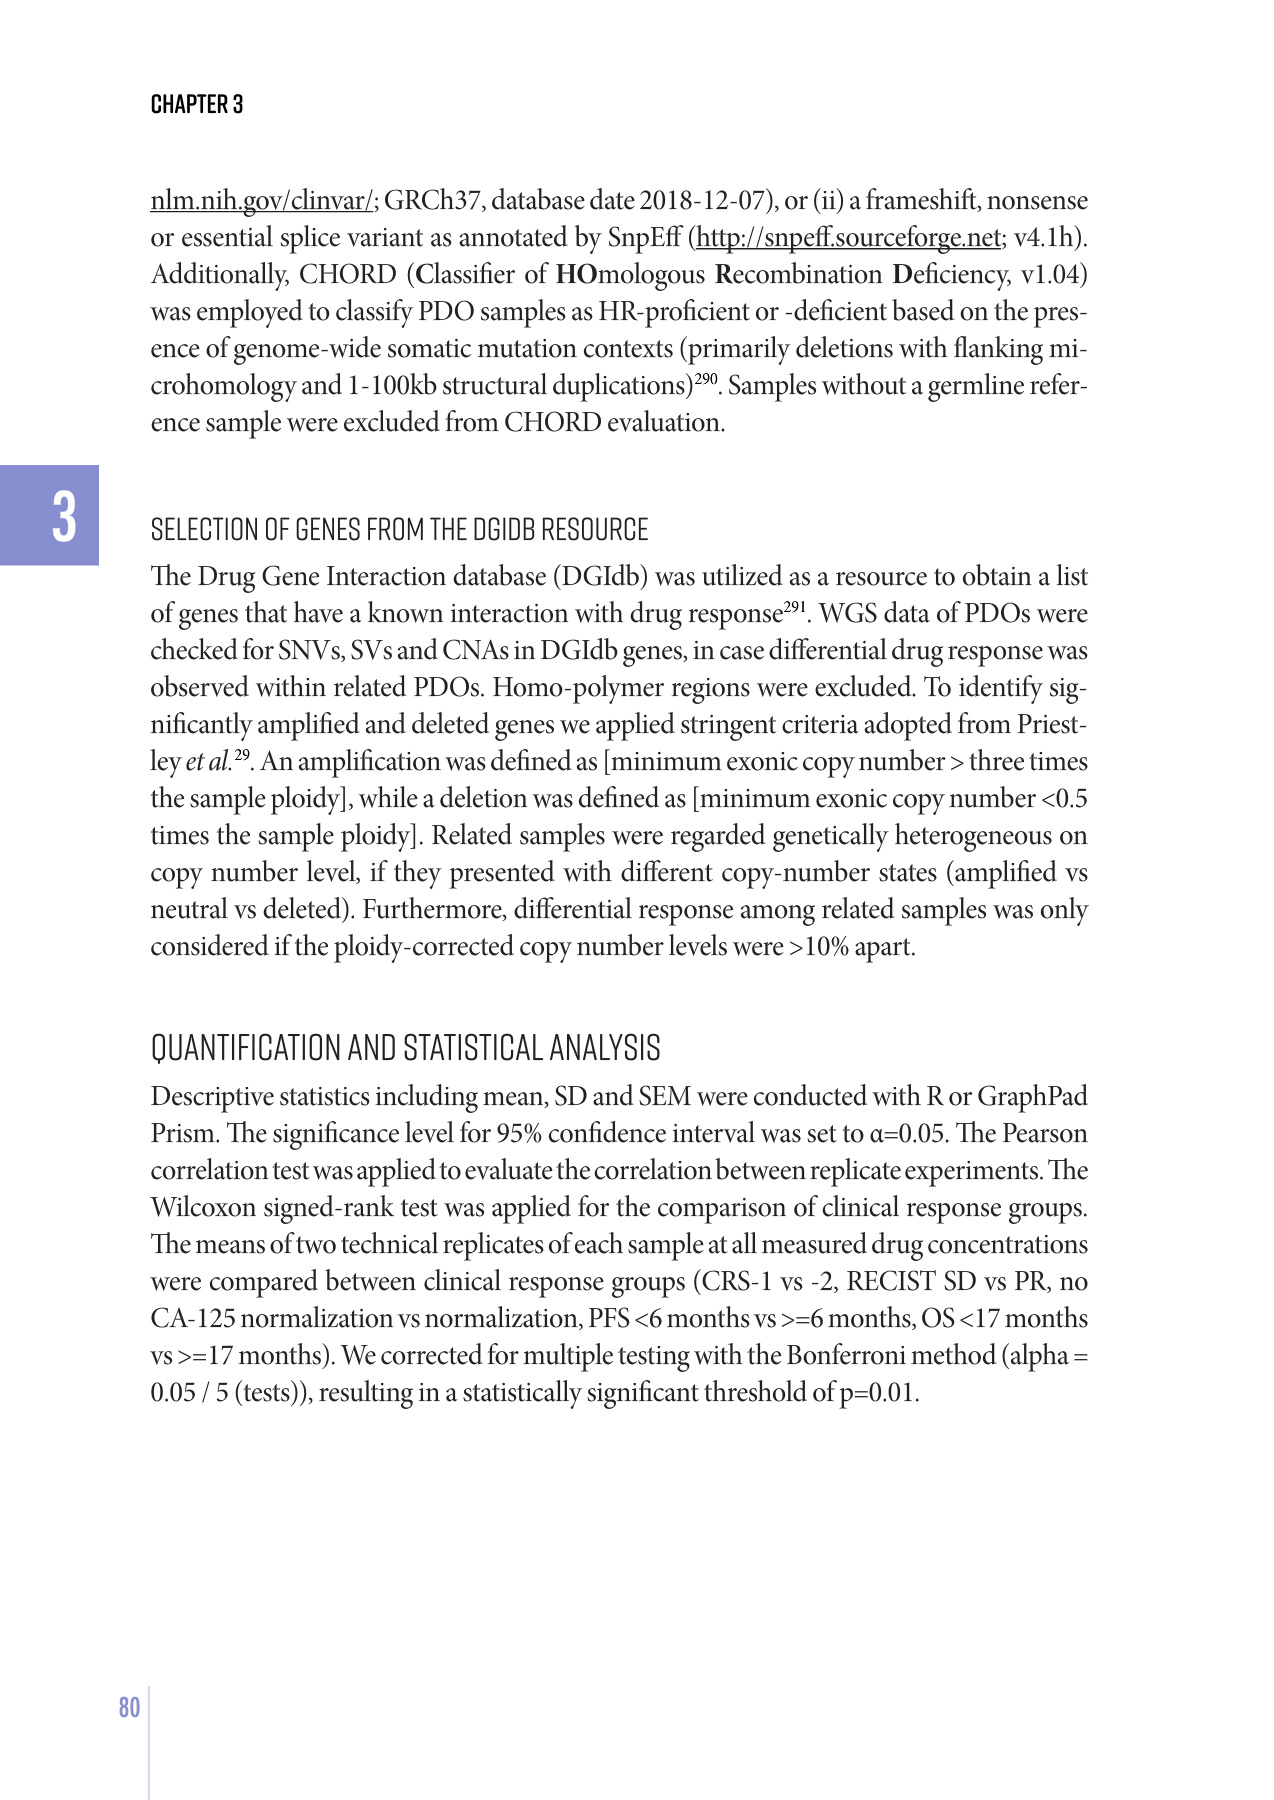 CHAPTER 3
nlm.nih.gov/clinvar/; GRCh37, database date 2018-12-07), or (ii) a frameshift, nonsense
or essential splice variant as annotated by SnpEff (http://snpeff.sourceforge.net; v4.1h).
Additionally, CHORD (Classifier of HOmologous Recombination Deficiency, v1.04)
was employed to classify PDO samples as HR-proficient or -deficient based on the pres-
ence of genome-wide somatic mutation contexts (primarily deletions with flanking mi-
crohomology and 1-100kb structural duplications)290. Samples without a germline refer-
ence sample were excluded from CHORD evaluation.
3
SELECTION OF GENES FROM THE DGIDB RESOURCE
The Drug Gene Interaction database (DGIdb) was utilized as a resource to obtain a list
of genes that have a known interaction with drug response291. WGS data of PDOs were
checked for SNVs, SVs and CNAs in DGIdb genes, in case differential drug response was
observed within related PDOs. Homo-polymer regions were excluded. To identify sig-
nificantly amplified and deleted genes we applied stringent criteria adopted from Priest-
ley et al.29. An amplification was defined as [minimum exonic copy number > three times
the sample ploidy], while a deletion was defined as [minimum exonic copy number <0.5
times the sample ploidy]. Related samples were regarded genetically heterogeneous on
copy number level, if they presented with different copy-number states (amplified vs
neutral vs deleted). Furthermore, differential response among related samples was only
considered if the ploidy-corrected copy number levels were >10% apart.
QUANTIFICATION AND STATISTICAL ANALYSIS
Descriptive statistics including mean, SD and SEM were conducted with R or GraphPad
Prism. The significance level for 95% confidence interval was set to α=0.05. The Pearson
correlation test was applied to evaluate the correlation between replicate experiments. The
Wilcoxon signed-rank test was applied for the comparison of clinical response groups.
The means of two technical replicates of each sample at all measured drug concentrations
were compared between clinical response groups (CRS-1 vs -2, RECIST SD vs PR, no
CA-125 normalization vs normalization, PFS <6 months vs >=6 months, OS <17 months
vs >=17 months). We corrected for multiple testing with the Bonferroni method (alpha =
0.05 / 5 (tests)), resulting in a statistically significant threshold of p=0.01.
80